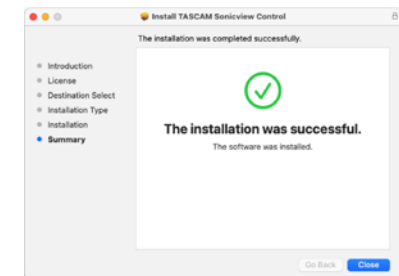 Install TASCAM Sonicview Control
The installation was completed successfully.
Introduction
License
Destination Select
Installation Type
Installation
Summary
The installation was successful.
The software was installed.
Go Back
Close